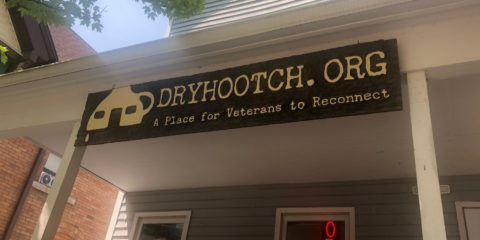 DRYHOOTCH.ORG
A Place for Veterans to Reconnect